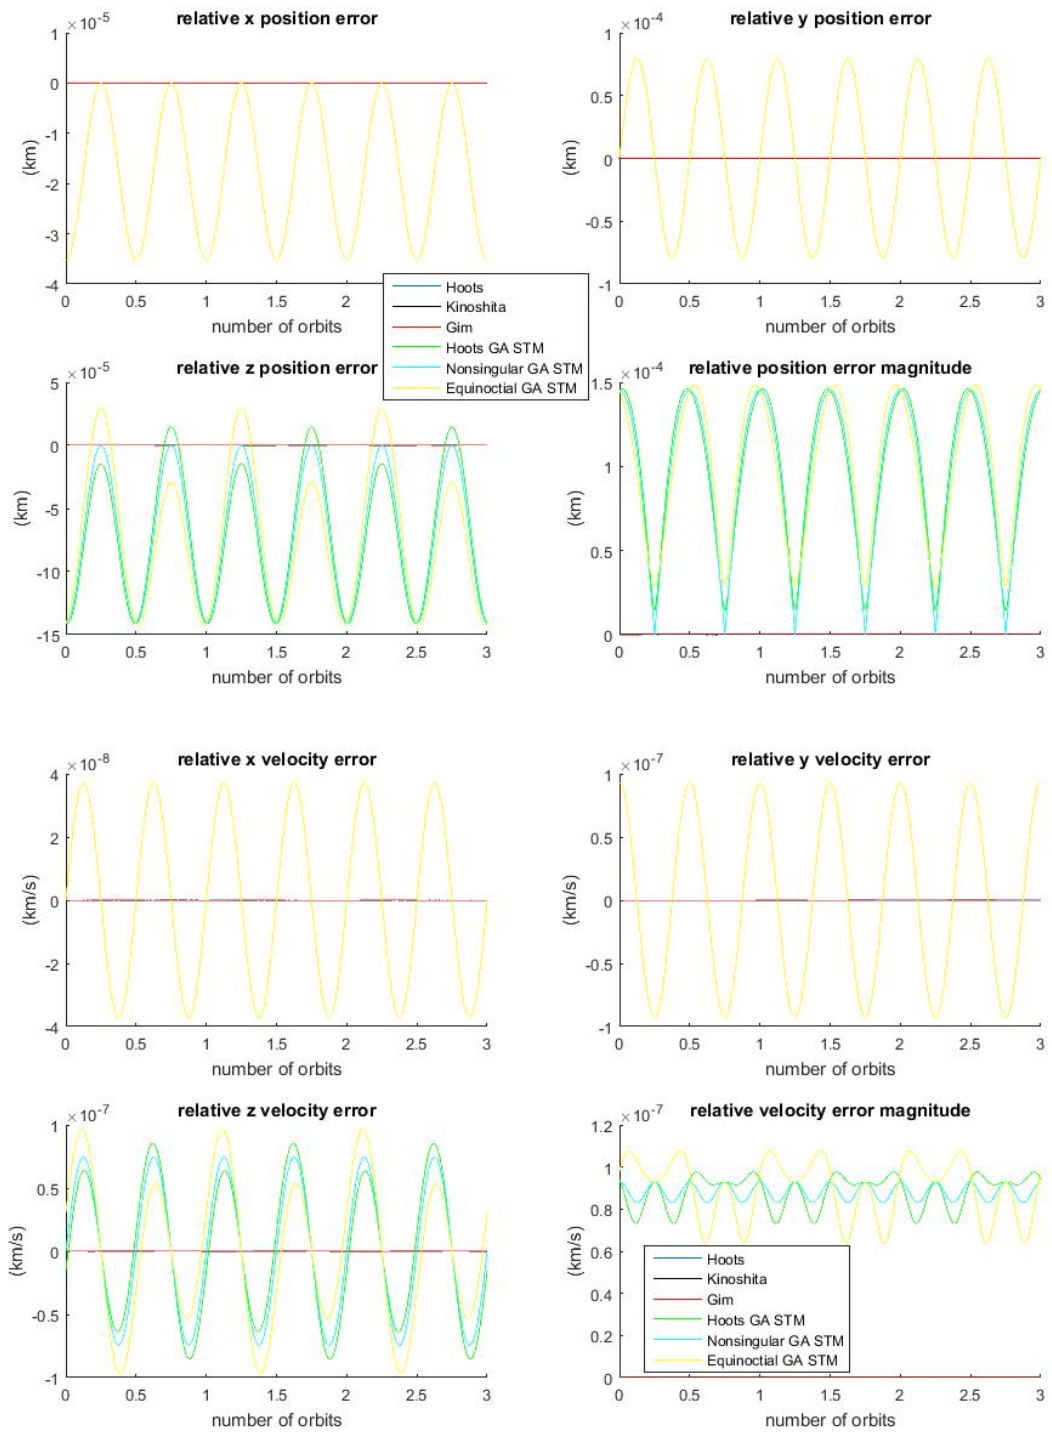 relative x position error
×10-5
1
0
-1
-2
-3
-4
(km)
0 0.5 1 1.5 2
number of orbits
relative y position error
×10-4
1
0.5
0
-0.5
-1
(km)
0 0.5 1 1.5 2 2.5 3
number of orbits
Hoots
Kinoshita
Gim
Hoots GA STM
Nonsingular GA STM
Equinoctial GA STM
relative z position error
×10-5
5
0
-5
-10
-15
(km)
0 0.5 1 1.5 2 2.5 3
number of orbits
relative position error magnitude
1.5 ×10-4
1
0.5
0
(km)
0 0.5 1 1.5 2 2.5 3
number of orbits
relative x velocity error
×10-8
4
2
0
-2
-4
(km/s)
0 0.5 1 1.5 2 2.5 3
number of orbits
relative y velocity error
×10-7
1
0.5
0
-0.5
-1
(km/s)
0 0.5 1 1.5 2 2.5 3
number of orbits
relative z velocity error
×10-7
1
0.5
0
-0.5
-1
(km/s)
0 0.5 1 1.5 2 2.5 3
number of orbits
relative velocity error magnitude
×10-7
1.2
1
0.8
0.6
0.4
0.2
0
(km/s)
Hoots
Kinoshita
Gim
Hoots GA STM
Nonsingular GA STM
Equinoctial GA STM
0 0.5 1 1.5 2 2.5 3
number of orbits